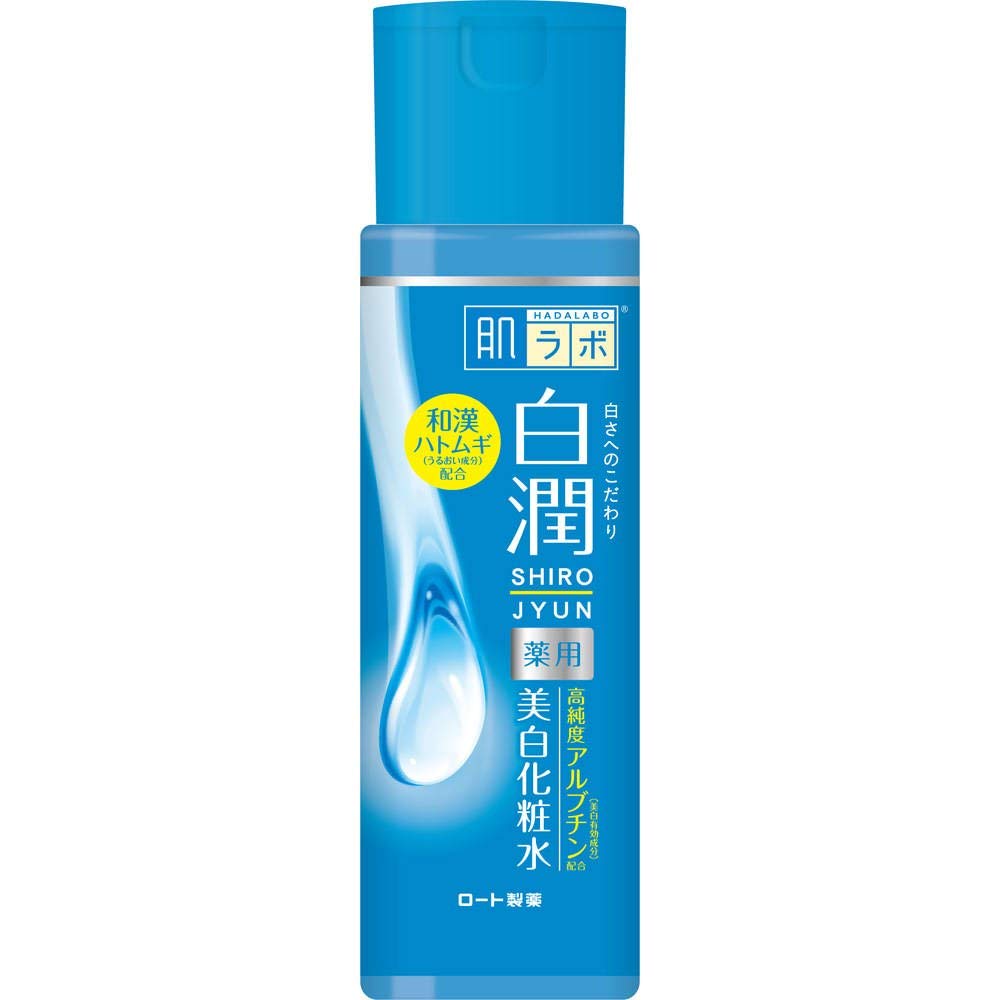 HADALABO
肌ラボ®
白さへのこだわり
白潤
和漢
ハトムギ
(うるおい成分)
配合
SHIRO
JYUN
薬用
高純度アルブチン配合
(美白有効成分)
美白化粧水
ロート製薬